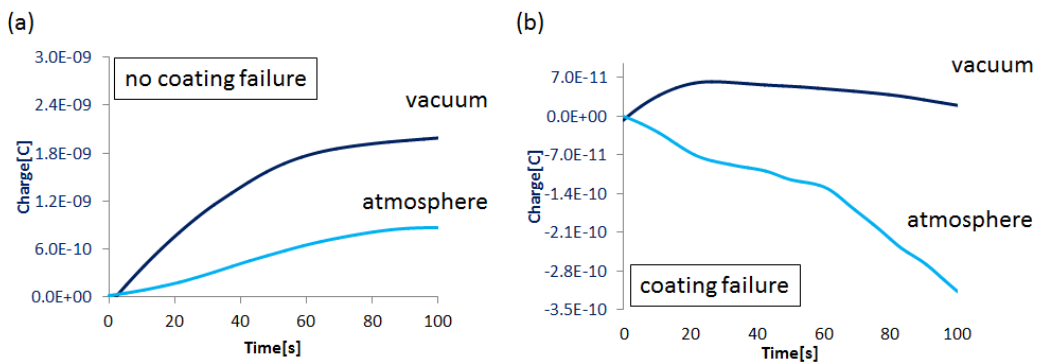 (a)
no coating failure
vacuum
atmosphere
Charge[C]
3.0E-09
2.4E-09
1.8E-09
1.2E-09
6.0E-10
0.0E+00
0 20 40 60 80 100
Time[s]
(b)
vacuum
atmosphere
coating failure
Charge[C]
7.0E-11
0.0E+00
-7.0E-11
-1.4E-10
-2.1E-10
-2.8E-10
-3.5E-10
0 20 40 60 80 100
Time[s]